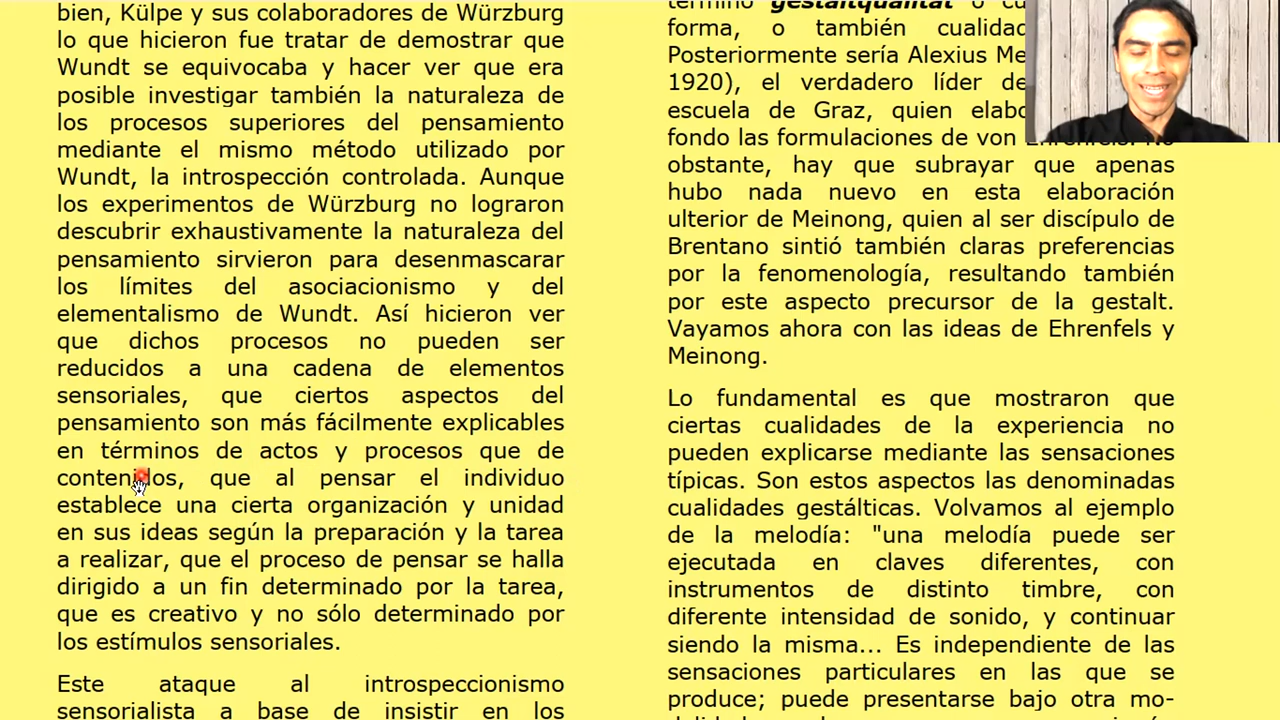 bien, Külpe y sus colaboradores de Würzburg
lo que hicieron fue tratar de demostrar que
Wundt se equivocaba y hacer ver que era
posible investigar también la naturaleza de
los procesos superiores del pensamiento
mediante el mismo método utilizado por
Wundt, la introspección controlada. Aunque
los experimentos de Würzburg no lograron
descubrir exhaustivamente la naturaleza del
pensamiento sirvieron para desenmascarar
los límites del asociacionismo y del
elementalismo de Wundt. Así hicieron ver
que dichos procesos no pueden ser
reducidos a una cadena de elementos
sensoriales, que ciertos aspectos del
pensamiento son más fácilmente explicables
en términos de actos y procesos que de
contenidos, que al pensar el individuo
establece una cierta organización y unidad
en sus ideas según la preparación y la tarea
a realizar, que el proceso de pensar se halla
dirigido a un fin determinado por la tarea,
que es creativo y no sólo determinado por
los estímulos sensoriales.
Este ataque al introspeccionismo
sensorialista a base de insistir en los
término gestaltqualität o
forma, o también
Posteriormente sería Alexius
1920), el verdadero líder
escuela de Graz, quien
fondo las formulaciones de von Ehrenfels. No
obstante, hay que subrayar que apenas
hubo nada nuevo en esta elaboración
ulterior de Meinong, quien al ser discípulo de
Brentano sintió también claras preferencias
por la fenomenología, resultando también
por este aspecto precursor de la gestalt.
Vayamos ahora con las ideas de Ehrenfels y
Meinong.
Lo fundamental es que mostraron que
ciertas cualidades de la experiencia no
pueden explicarse mediante las sensaciones
típicas. Son estos aspectos las denominadas
cualidades gestálticas. Volvamos al ejemplo
de la melodía: "una melodía puede ser
ejecutada en claves diferentes, con
instrumentos de distinto timbre, con
diferente intensidad de sonido, y continuar
siendo la misma... Es independiente de las
sensaciones particulares en las que se
produce; puede presentarse bajo otra mo-